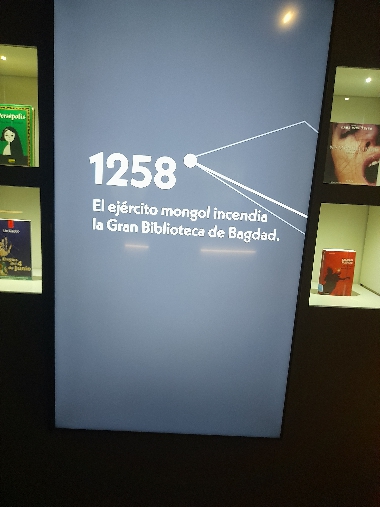 1258
El ejército mongol incendia
la Gran Biblioteca de Bagdad.
Persépolis